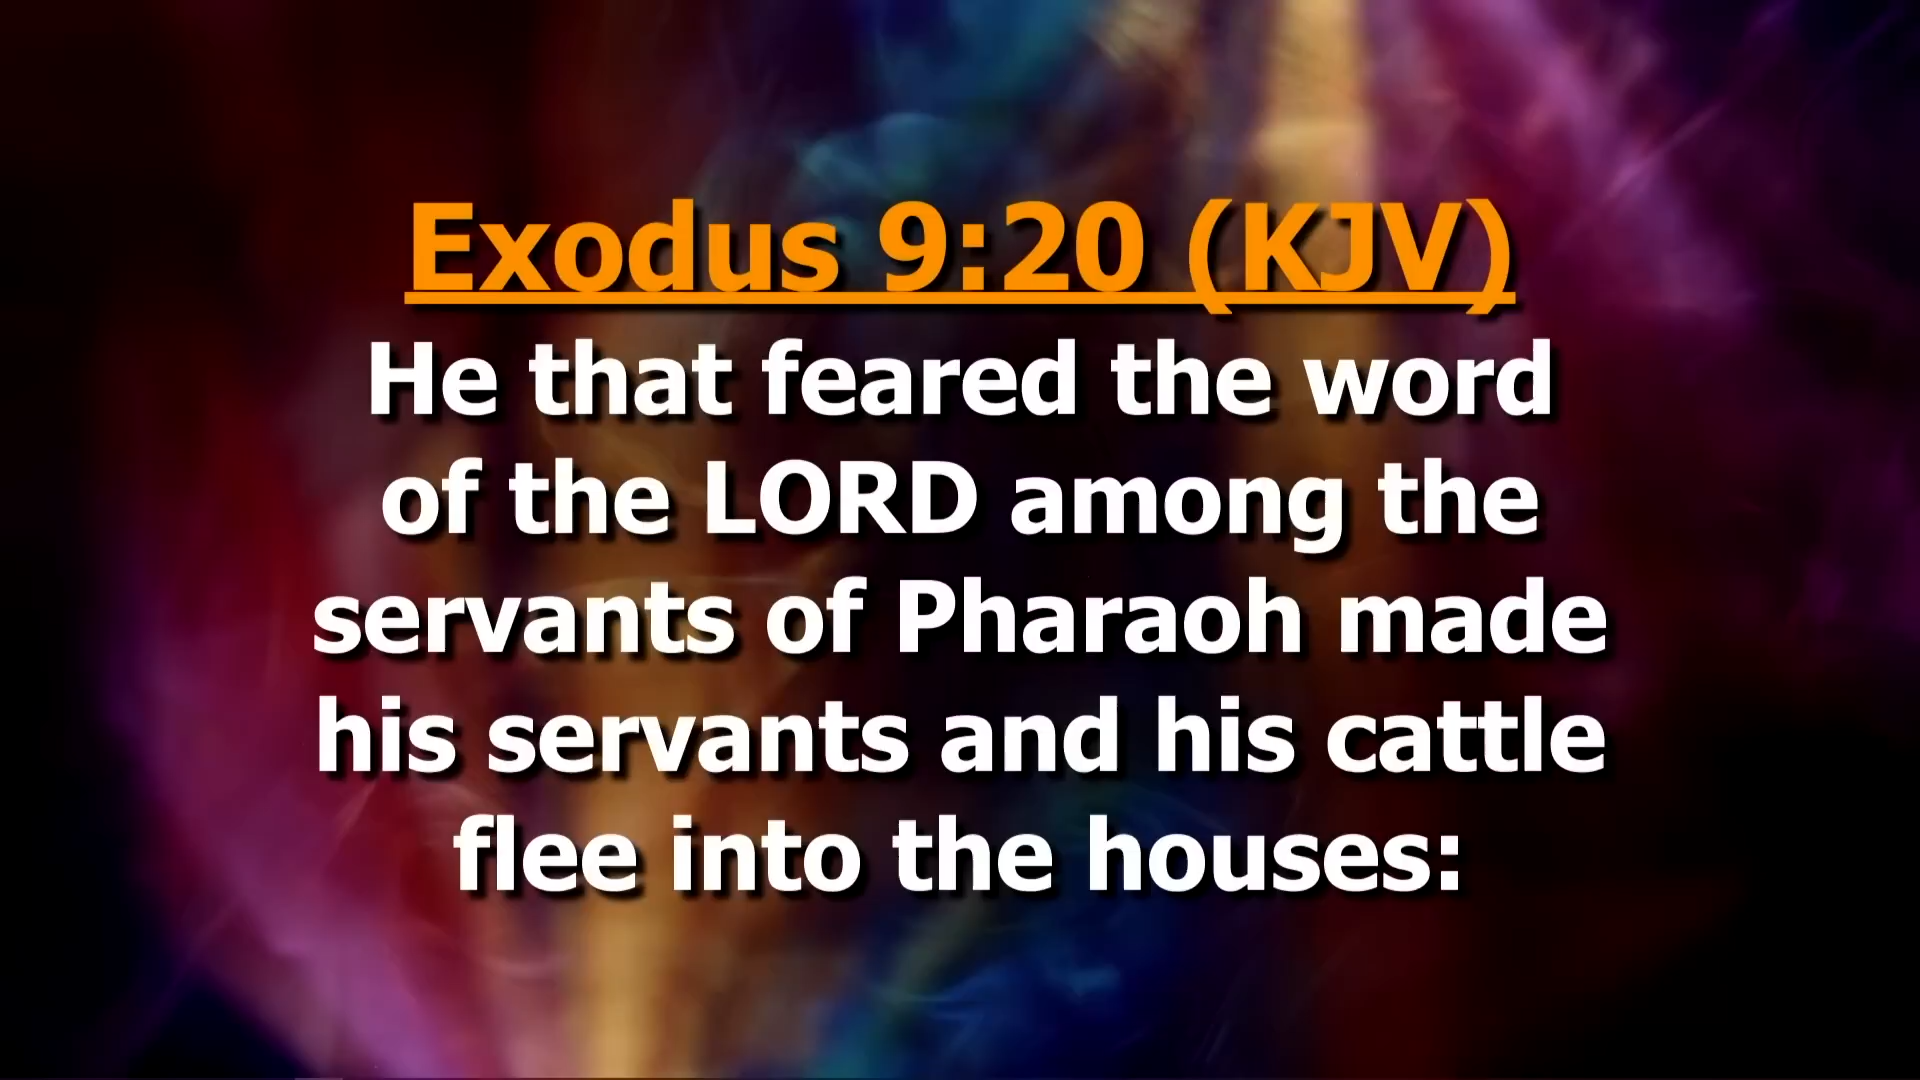 Exodus 9:20 (KJV)
He that feared the word
of the LORD among the
servants of Pharaoh made
his servants and his cattle
flee into the houses: